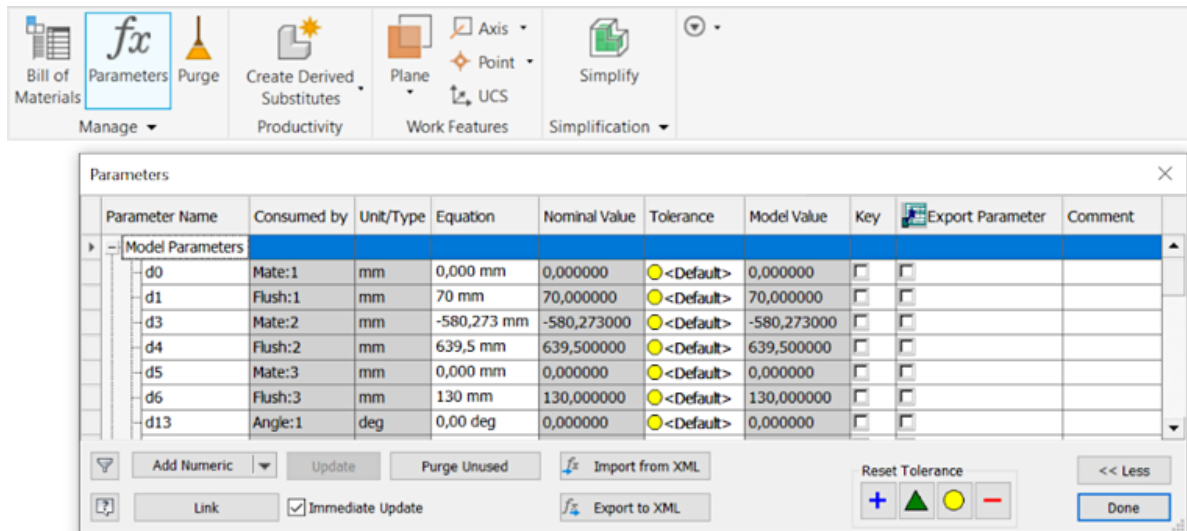 Bill of Materials
fx Parameters
Purge
Create Derived Substitutes
Plane
Axis
Point
UCS
Simplify
Manage
Productivity
Work Features
Simplification
Parameters
Parameter Name Consumed by Unit/Type Equation Nominal Value Tolerance Model Value Key Export Parameter Comment
Model Parameters
d0 Mate:1 mm 0,000 mm 0,000000 <Default> 0,000000
d1 Flush:1 mm 70 mm 70,000000 <Default> 70,000000
d3 Mate:2 mm -580,273 mm -580,273000 <Default> -580,273000
d4 Flush:2 mm 639,5 mm 639,500000 <Default> 639,500000
d5 Mate:3 mm 0,000 mm 0,000000 <Default> 0,000000
d6 Flush:3 mm 130 mm 130,000000 <Default> 130,000000
d13 Angle:1 deg 0,00 deg 0,000000 <Default> 0,000000
Add Numeric Update Purge Unused fx Import from XML Reset Tolerance << Less
Link Immediate Update fx Export to XML Done